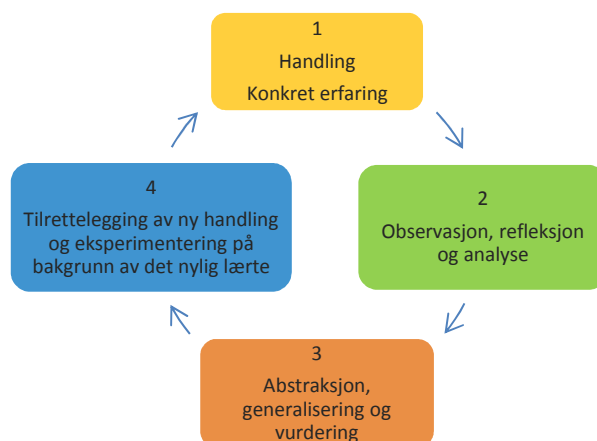 1
Handling
Konkret erfaring
2
Observasjon, refleksjon
og analyse
3
Abstraksjon,
generalisering og
vurdering
4
Tilrettelegging av ny handling
og eksperimentering på
bakgrunn av det nylig lærte